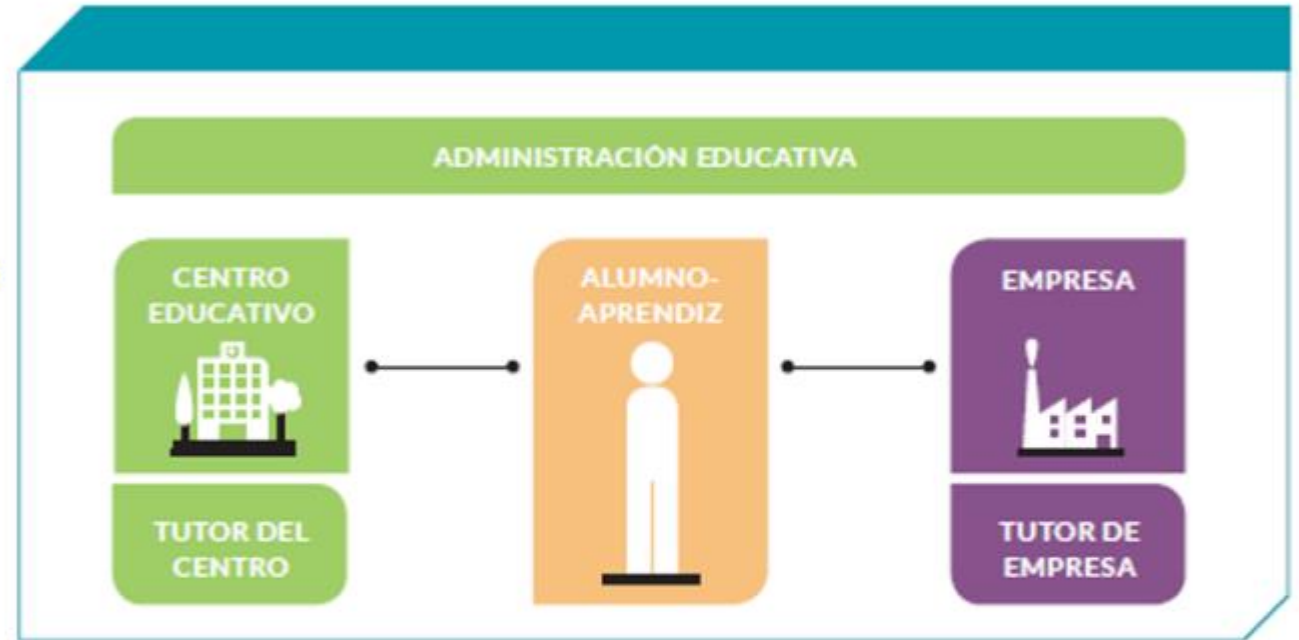 ADMINISTRACIÓN EDUCATIVA
CENTRO
EDUCATIVO
ALUMNO-
APRENDIZ
EMPRESA
TUTOR DEL
CENTRO
TUTOR DE
EMPRESA